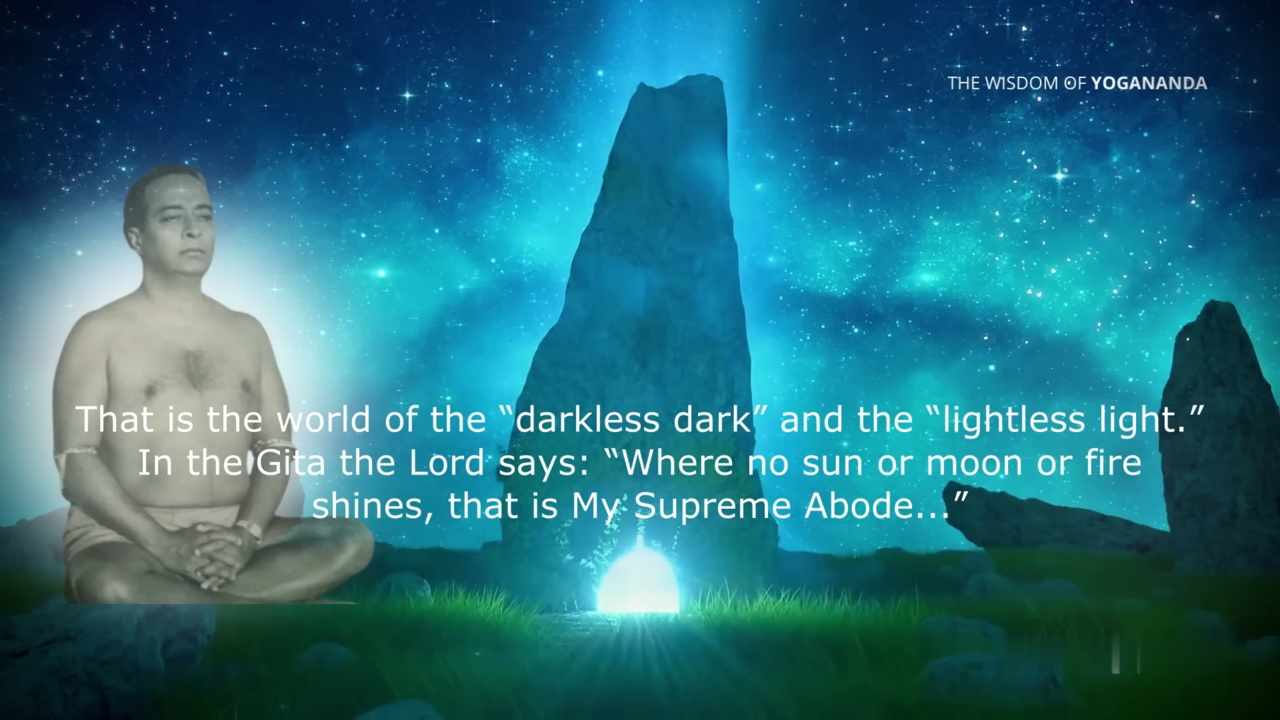 THE WISDOM OF YOGANANDA
That is the world of the “darkless dark” and the “lightless light.”
In the Gita the Lord says: “Where no sun or moon or fire
shines, that is My Supreme Abode...”